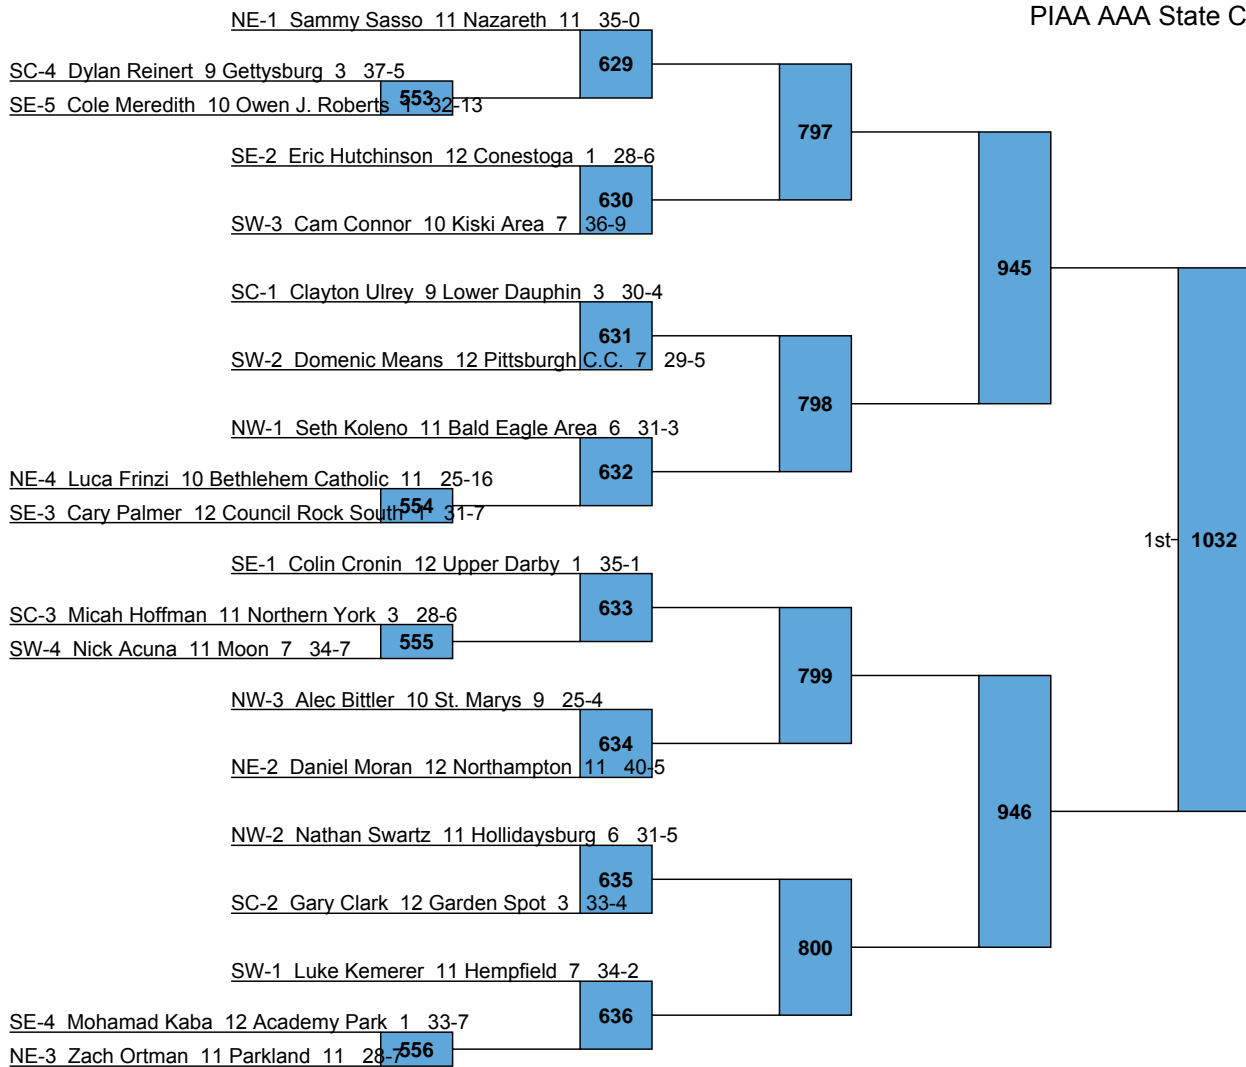 PIAA AAA State C
NE-1 Sammy Sasso 11 Nazareth 11 35-0
629
SC-4 Dylan Reinert 9 Gettysburg 3 37-5
553
SE-5 Cole Meredith 10 Owen J. Roberts 1 32-13
797
SE-2 Eric Hutchinson 12 Conestoga 1 28-6
630
SW-3 Cam Connor 10 Kiski Area 7 36-9
945
SC-1 Clayton Ulrey 9 Lower Dauphin 3 30-4
631
SW-2 Domenic Means 12 Pittsburgh C.C. 7 29-5
798
NW-1 Seth Koleno 11 Bald Eagle Area 6 31-3
632
NE-4 Luca Frinzi 10 Bethlehem Catholic 11 25-16
554
SE-3 Cary Palmer 12 Council Rock South 1 31-7
1st 1032
SE-1 Colin Cronin 12 Upper Darby 1 35-1
633
SC-3 Micah Hoffman 11 Northern York 3 28-6
555
SW-4 Nick Acuna 11 Moon 7 34-7
799
NW-3 Alec Bittler 10 St. Marys 9 25-4
634
NE-2 Daniel Moran 12 Northampton 11 40-5
946
NW-2 Nathan Swartz 11 Hollidaysburg 6 31-5
635
SC-2 Gary Clark 12 Garden Spot 3 33-4
800
SW-1 Luke Kemerer 11 Hempfield 7 34-2
636
SE-4 Mohamad Kaba 12 Academy Park 1 33-7
556
NE-3 Zach Ortman 11 Parkland 11 28-7